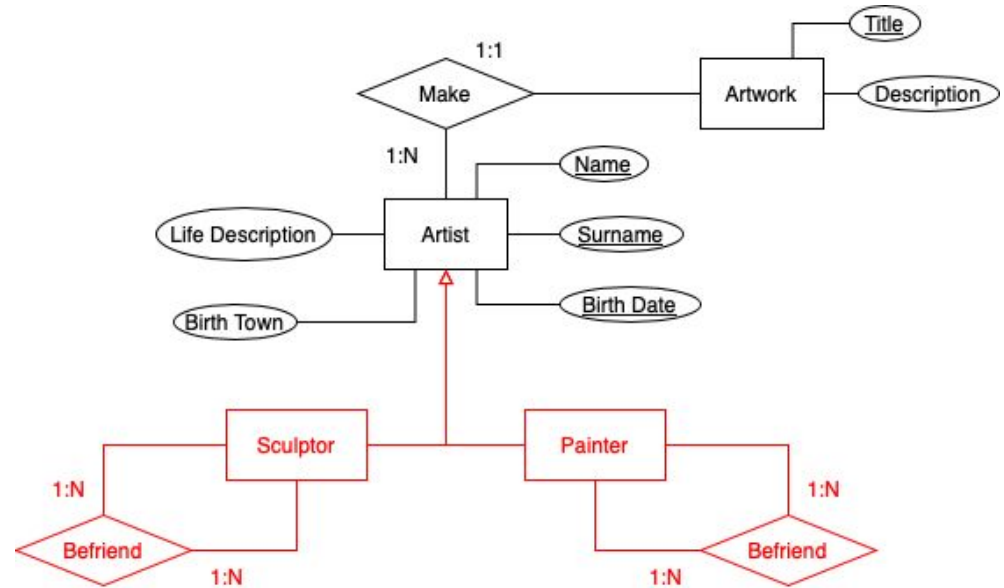 Title
1:1
Make
Artwork
Description
1:N
Name
Life Description
Artist
Surname
Birth Town
Birth Date
Sculptor
Painter
1:N
1:N
Befriend
Befriend
1:N
1:N